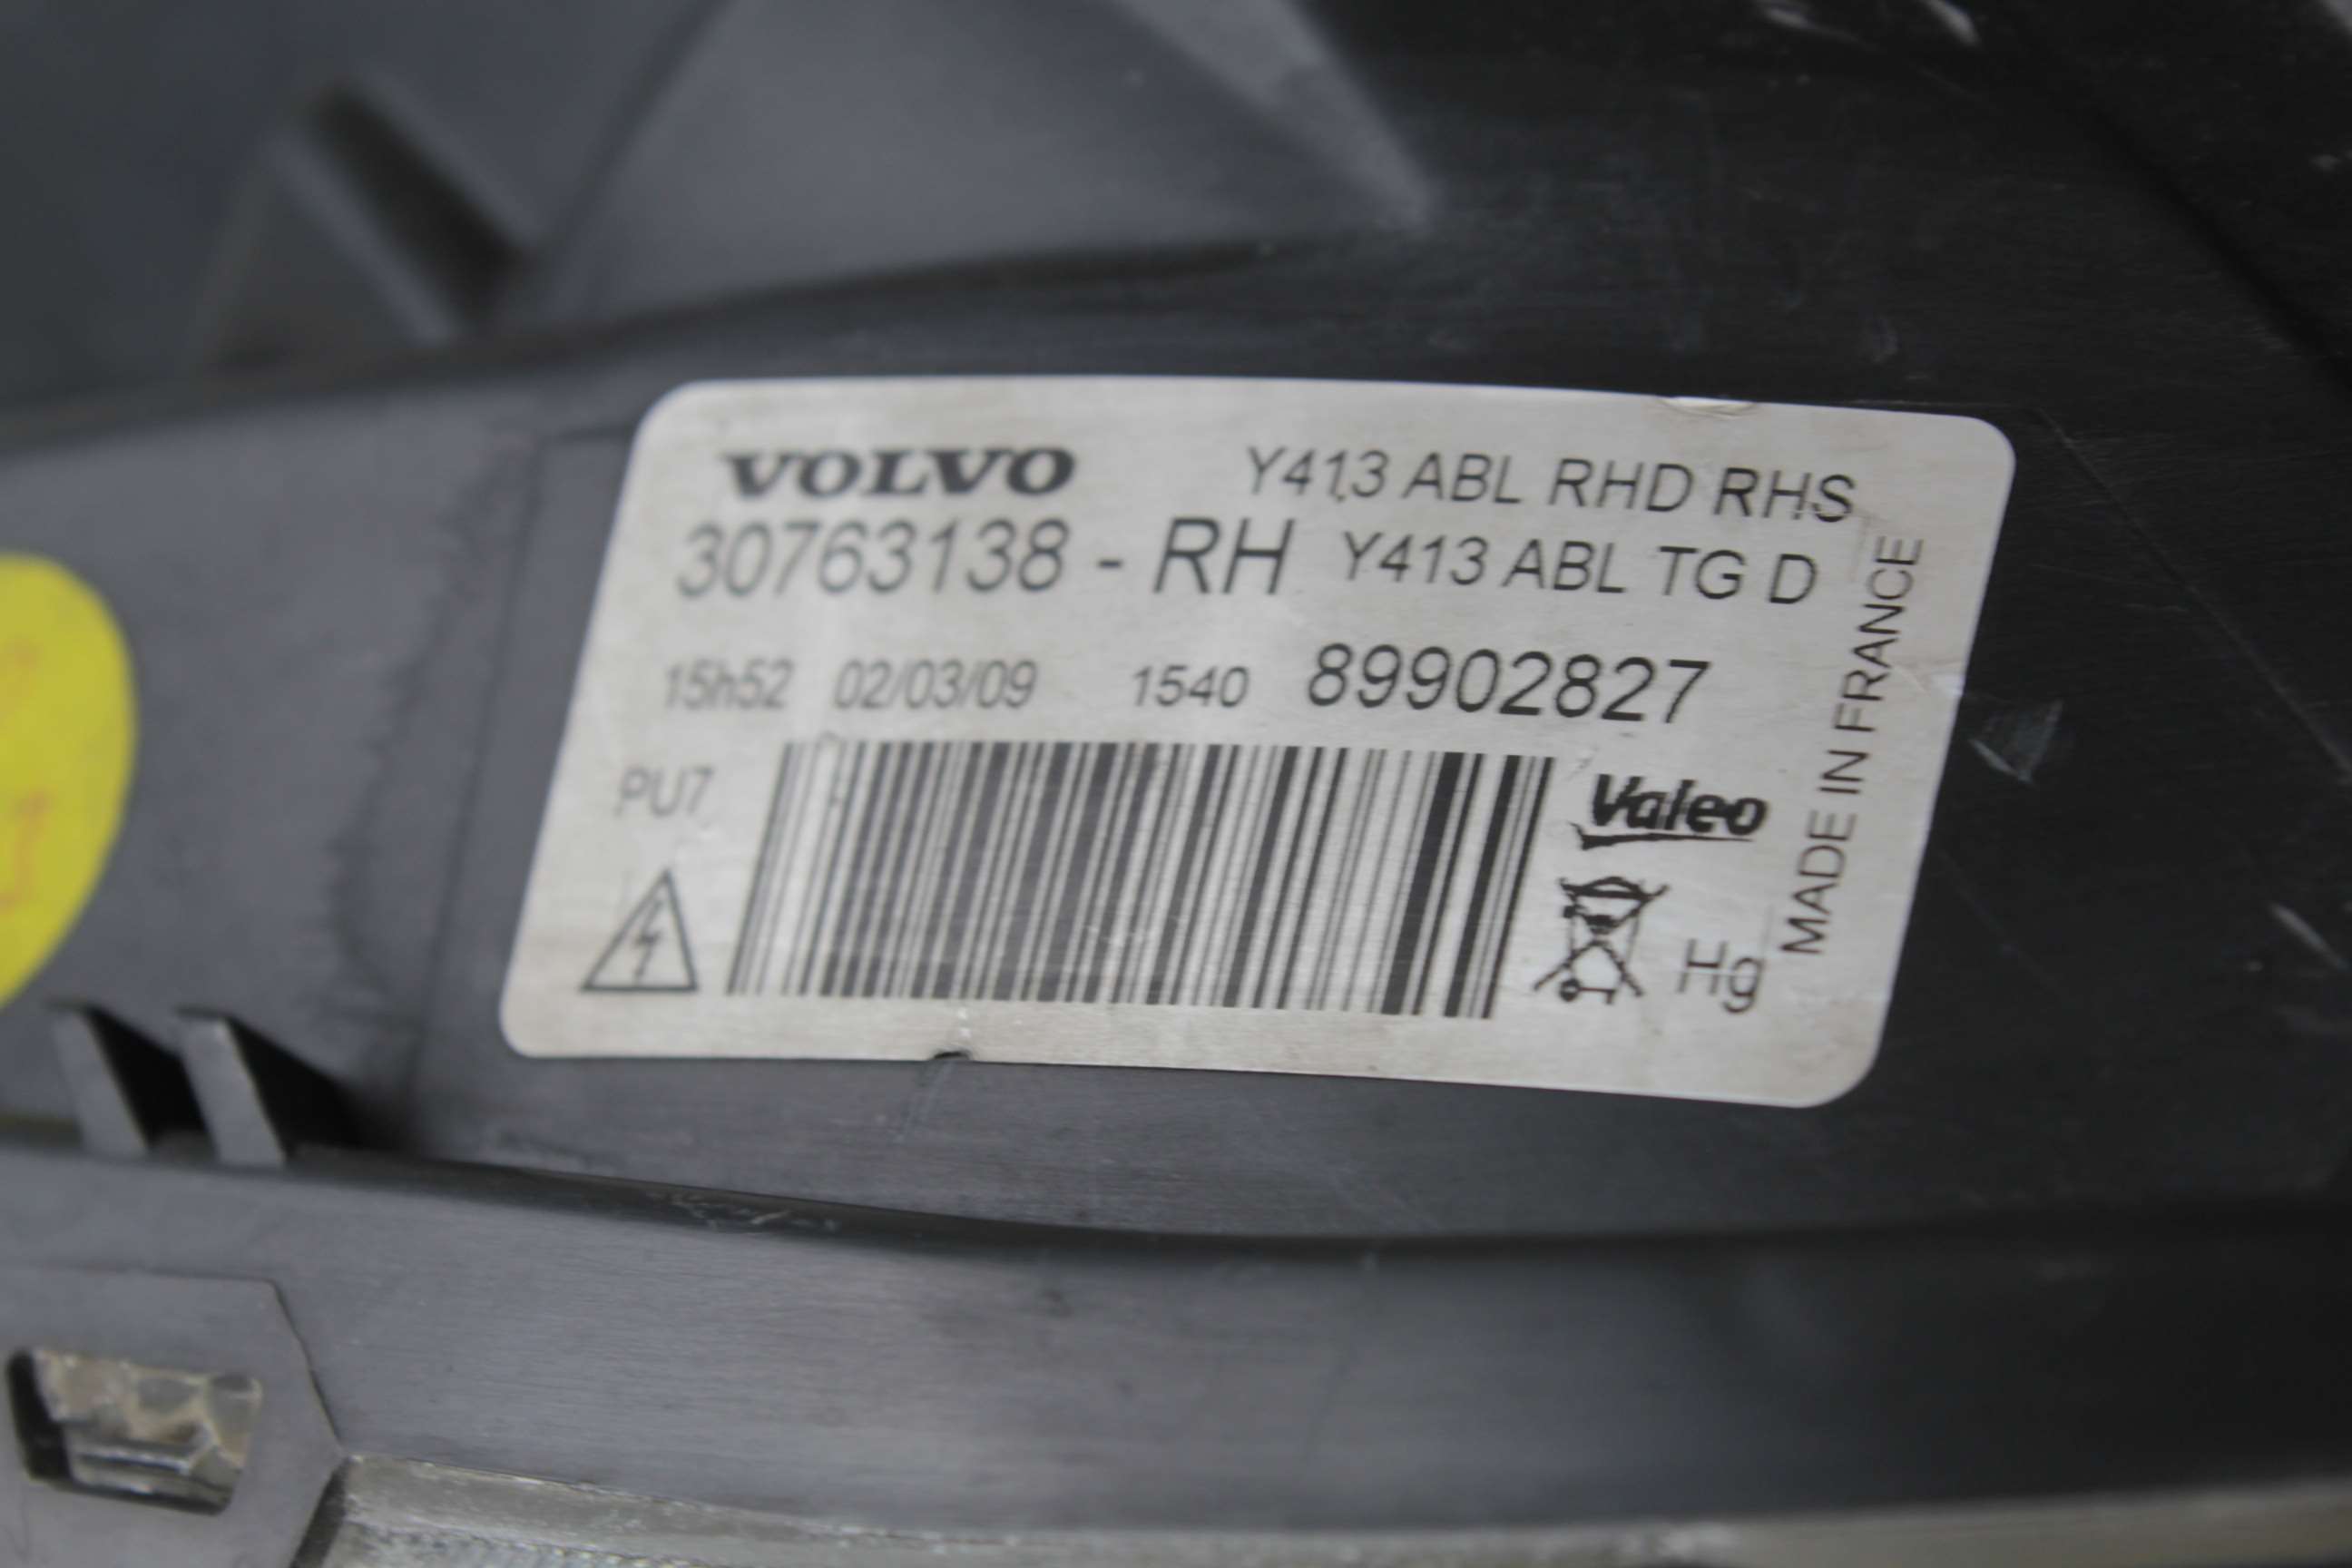 VOLVO Y413 ABL RHD RHS
30763138 - RH Y413 ABL TG D
15h52 02/03/09 1540 89902827
PU7
Valeo
Hg
MADE IN FRANCE